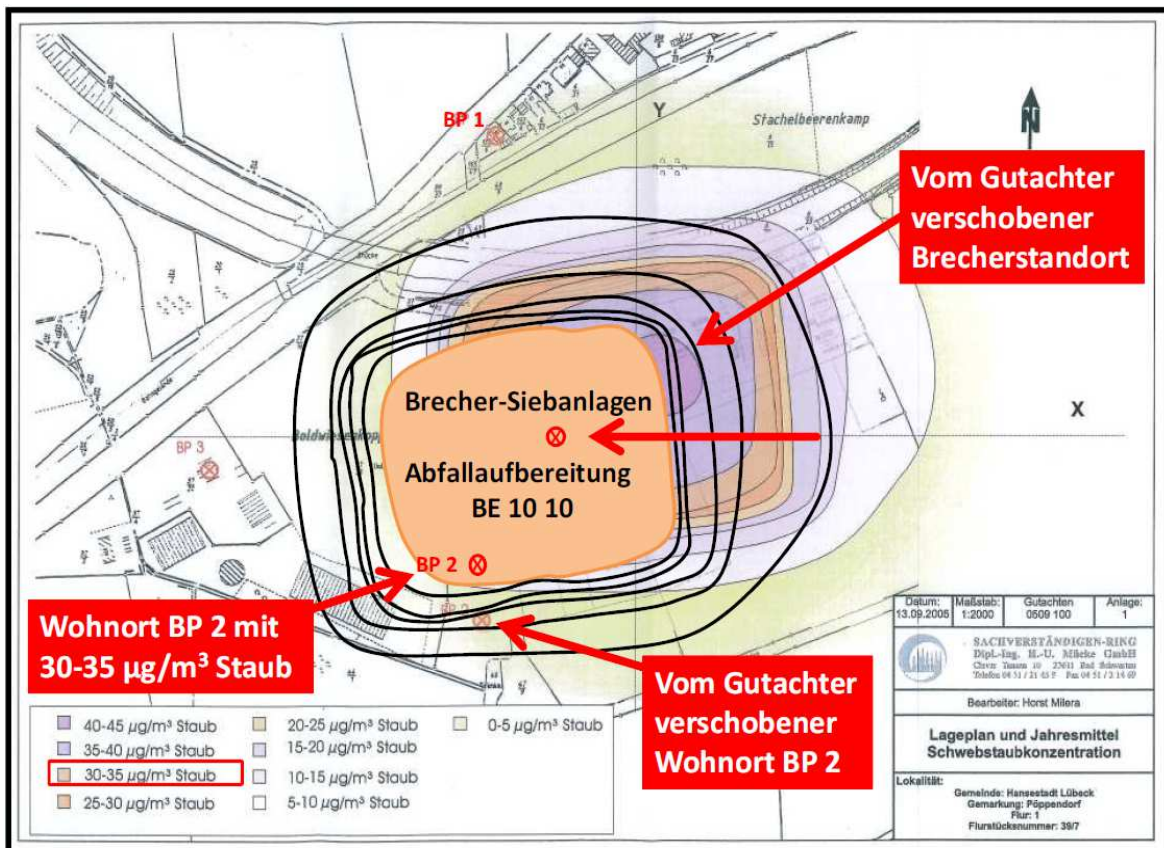 BP 1
Y
Stachelbeerenkamp
N
Vom Gutachter
verschobener
Brecherstandort
Brecher-Siebanlagen
X
BP 3
Abfallaufbereitung
BE 10 10
BP 2
Wohnort BP 2 mit
30-35 µg/m³ Staub
Vom Gutachter
verschobener
Wohnort BP 2
40-45 µg/m³ Staub
35-40 µg/m³ Staub
30-35 µg/m³ Staub
25-30 µg/m³ Staub
20-25 µg/m³ Staub
15-20 µg/m³ Staub
10-15 µg/m³ Staub
5-10 µg/m³ Staub
0-5 µg/m³ Staub
Datum: Maßstab: Gutachten Anlage:
13.09.2005 1:2000 0509 100 1
SACHVERSTÄNDIGEN-RING
Dipl.-Ing. H.-U. Mücke GmbH
Bearbeiter: Horst Milera
Lageplan und Jahresmittel
Schwebstaubkonzentration
Lokalität:
Gemeinde: Hansestadt Lübeck
Gemarkung: Pöppendorf
Flur: 1
Flurstücksnummer: 39/7